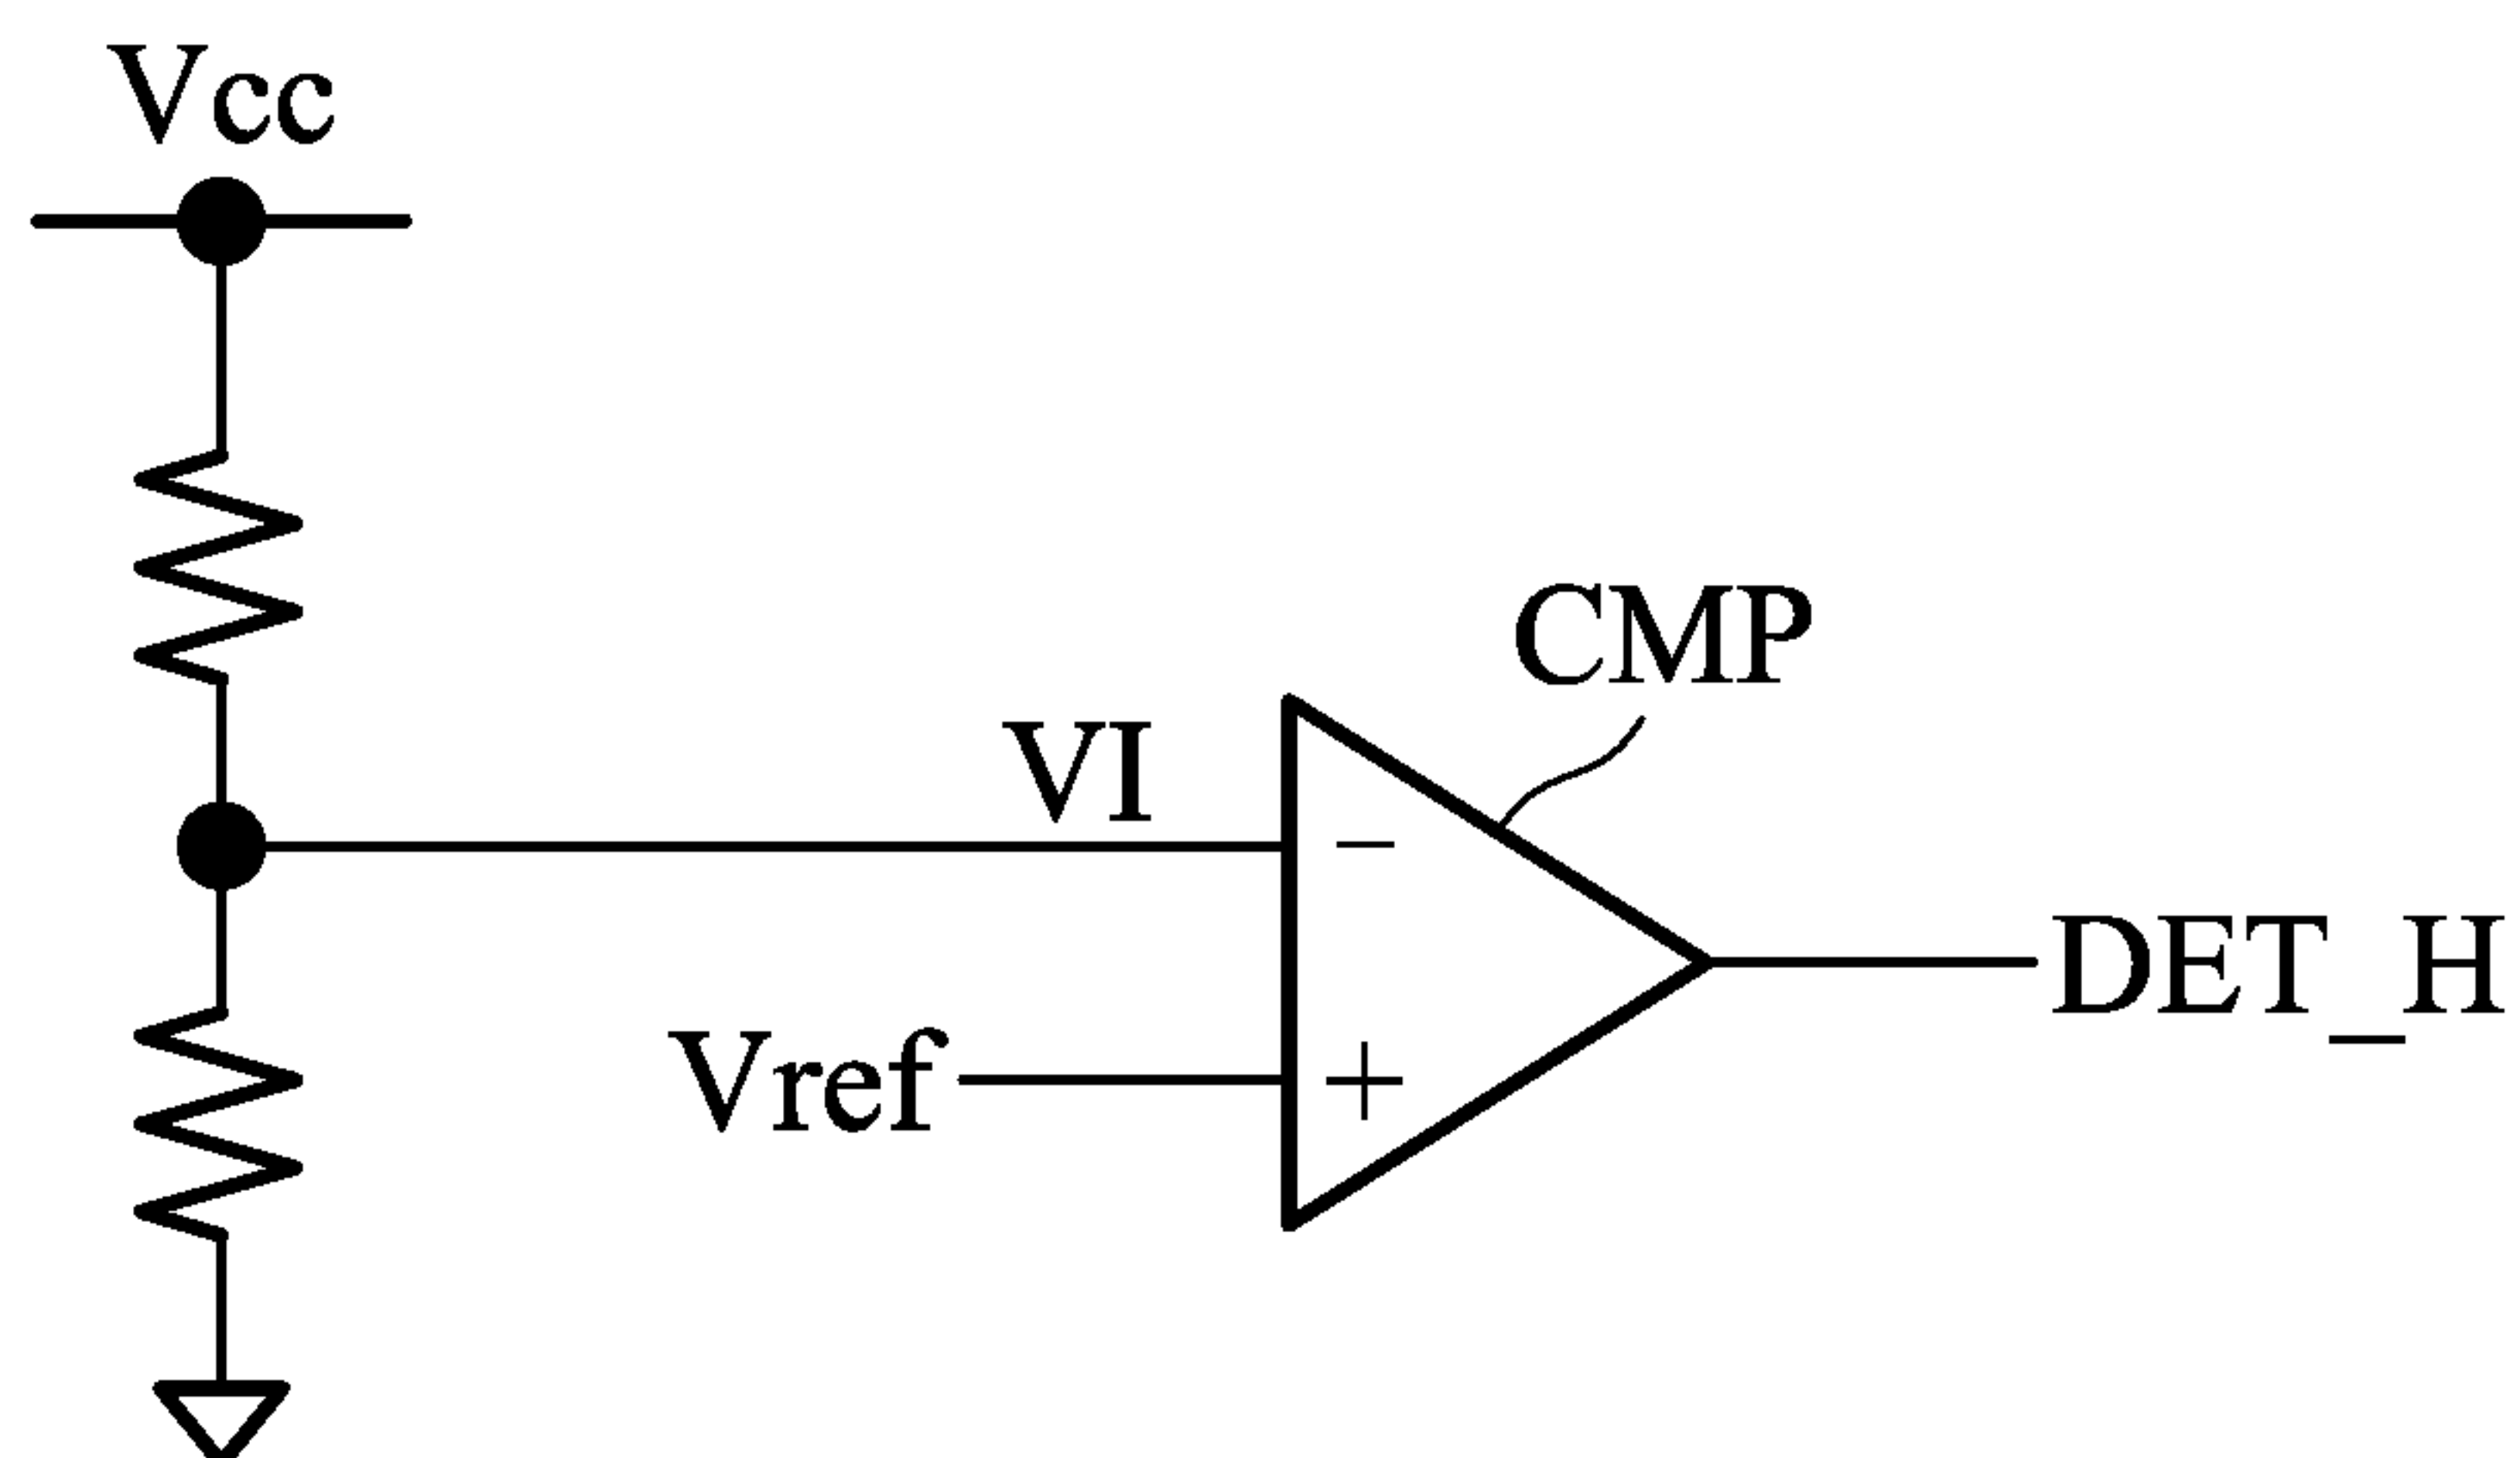 Vcc
CMP
VI
−
DET_H
Vref
+